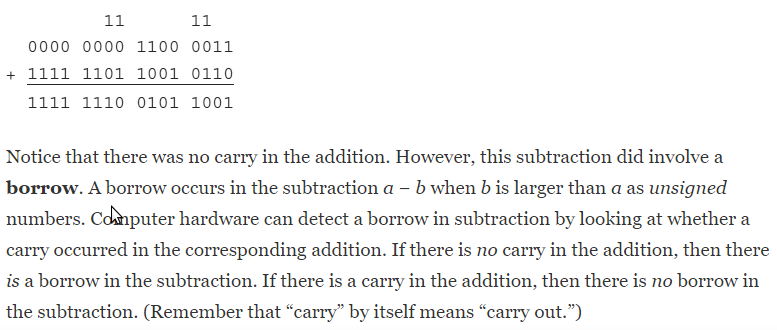 11 11
0000 0000 1100 0011
+ 1111 1101 1001 0110
1111 1110 0101 1001
Notice that there was no carry in the addition. However, this subtraction did involve a
borrow. A borrow occurs in the subtraction a – b when b is larger than a as unsigned
numbers. Computer hardware can detect a borrow in subtraction by looking at whether a
carry occurred in the corresponding addition. If there is no carry in the addition, then there
is a borrow in the subtraction. If there is a carry in the addition, then there is no borrow in
the subtraction. (Remember that “carry” by itself means “carry out.”)